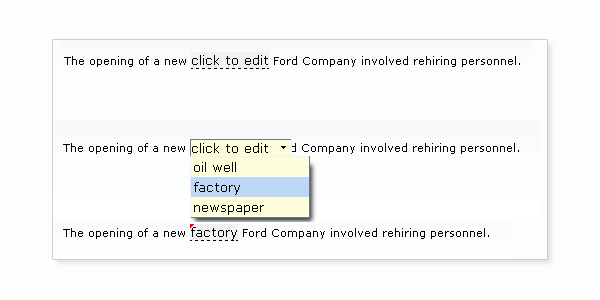 The opening of a new click to edit Ford Company involved rehiring personnel.
The opening of a new click to edit d Company involved rehiring personnel.
oil well
factory
newspaper
The opening of a new factory Ford Company involved rehiring personnel.